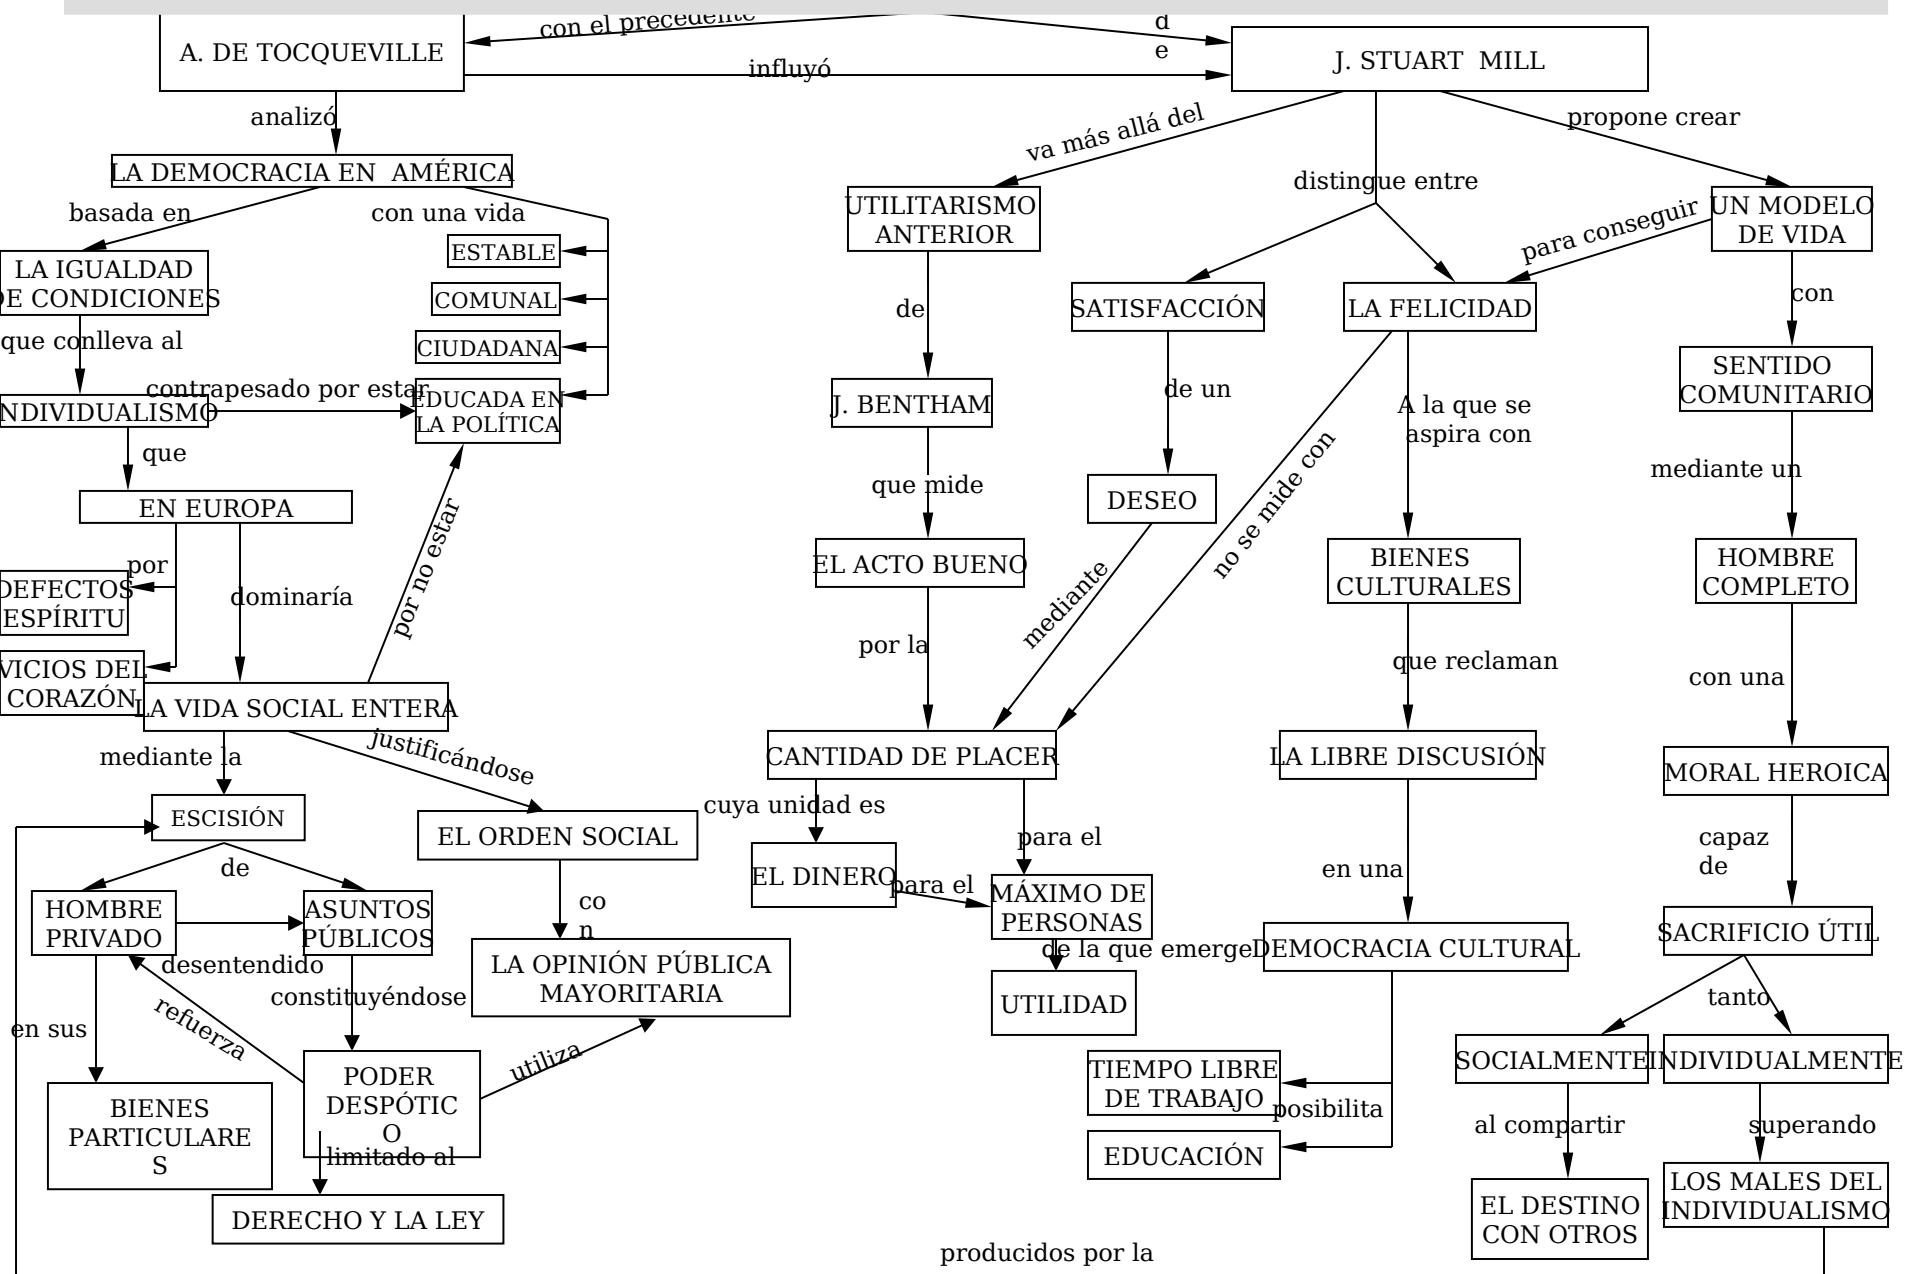 con el precedente
d
e
A. DE TOCQUEVILLE
influyó
J. STUART MILL
analizó
va más allá del
propone crear
LA DEMOCRACIA EN AMÉRICA
distingue entre
basada en
con una vida
UTILITARISMO
ANTERIOR
UN MODELO
DE VIDA
para conseguir
ESTABLE
LA IGUALDAD
DE CONDICIONES
COMUNAL
de
SATISFACCIÓN
LA FELICIDAD
con
que conlleva al
CIUDADANA
SENTIDO
COMUNITARIO
contrapesado por estar
INDIVIDUALISMO
EDUCADA EN
LA POLÍTICA
J. BENTHAM
de un
A la que se
aspira con
que
que mide
DESEO
no se mide con
mediante un
EN EUROPA
por no estar
por
DEFECTOS
ESPÍRITU
dominaría
EL ACTO BUENO
mediante
BIENES
CULTURALES
HOMBRE
COMPLETO
VICIOS DEL
CORAZÓN
por la
que reclaman
con una
LA VIDA SOCIAL ENTERA
mediante la
justificándose
CANTIDAD DE PLACER
LA LIBRE DISCUSIÓN
MORAL HEROICA
ESCISIÓN
EL ORDEN SOCIAL
cuya unidad es
para el
capaz
de
de
EL DINERO
para el
MÁXIMO DE
PERSONAS
en una
HOMBRE
PRIVADO
ASUNTOS
PÚBLICOS
co
n
desentendido
LA OPINIÓN PÚBLICA
MAYORITARIA
de la que emerge
DEMOCRACIA CULTURAL
SACRIFICIO ÚTIL
constituyéndose
refuerza
en sus
UTILIDAD
tanto
utiliza
PODER
DESPÓTIC
O
TIEMPO LIBRE
DE TRABAJO
SOCIALMENTE
INDIVIDUALMENTE
BIENES
PARTICULARE
S
posibilita
limitado al
EDUCACIÓN
al compartir
superando
DERECHO Y LA LEY
EL DESTINO
CON OTROS
LOS MALES DEL
INDIVIDUALISMO
producidos por la